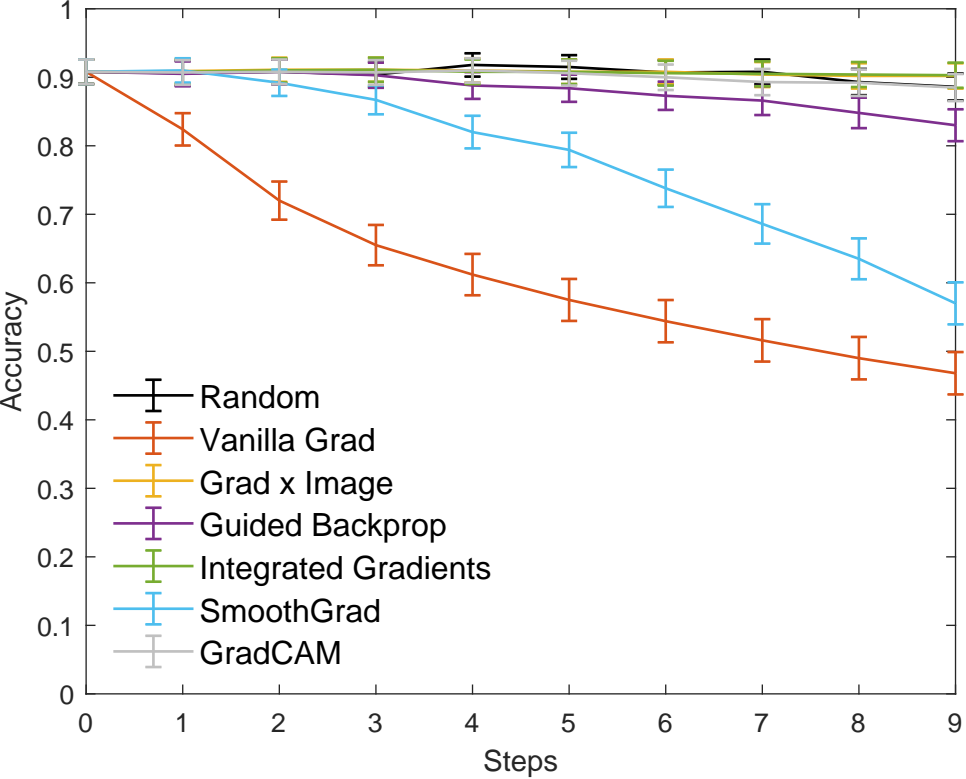 1
0.9
0.8
0.7
0.6
0.5
0.4
0.3
0.2
0.1
0
Accuracy
Random
Vanilla Grad
Grad x Image
Guided Backprop
Integrated Gradients
SmoothGrad
GradCAM
0 1 2 3 4 5 6 7 8 9
Steps